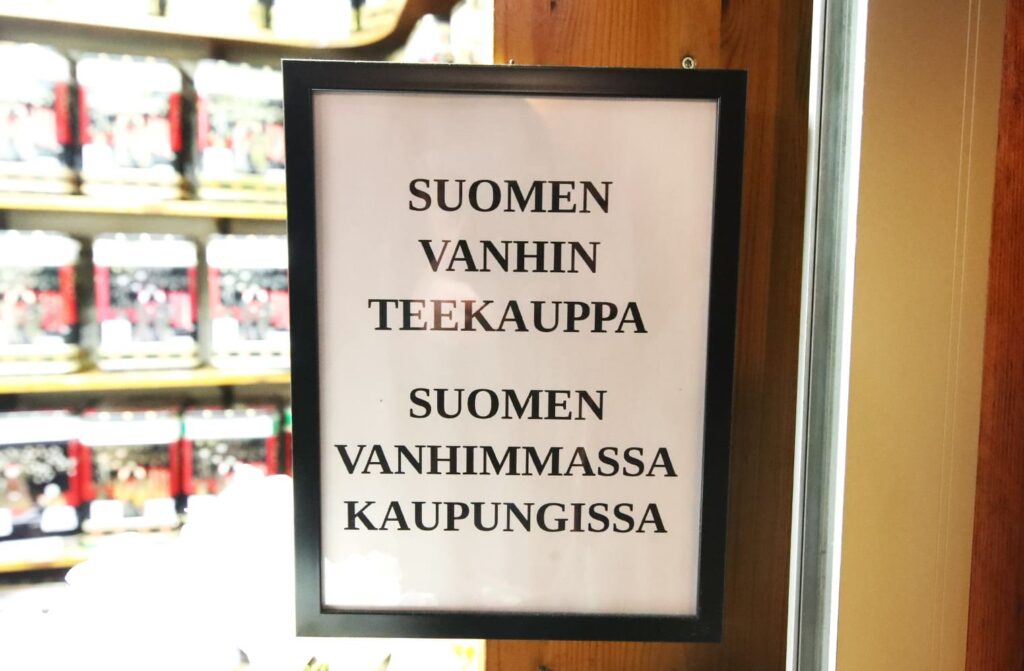 SUOMEN
VANHIN
TEEKAUPPA
SUOMEN
VANHIMMASSA
KAUPUNGISSA